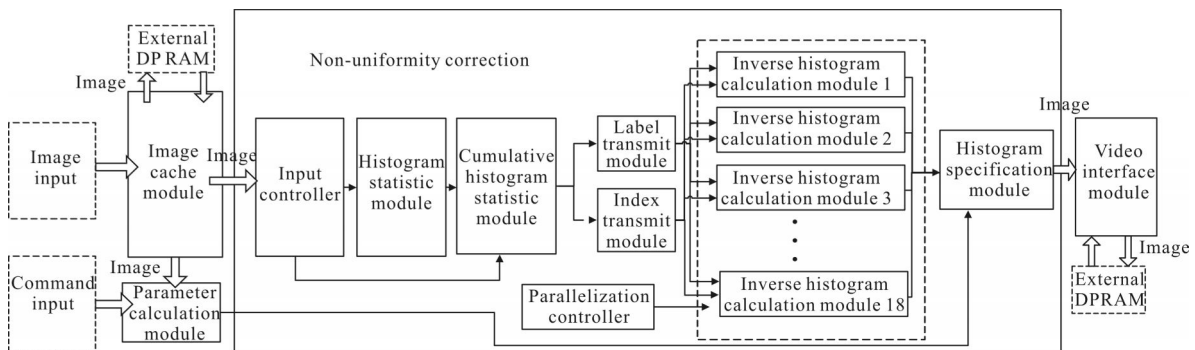 External
DP RAM
Image
Image
Image
input
Image
cache
module
Image
Image
Command
input
Parameter
calculation
module
Non-uniformity correction
Input
controller
Histogram
statistic
module
Cumulative
histogram
statistic
module
Label
transmit
module
Index
transmit
module
Parallelization
controller
Inverse histogram
calculation module 1
Inverse histogram
calculation module 2
Inverse histogram
calculation module 3
Inverse histogram
calculation module 18
Histogram
specification
module
Image
Video
interface
module
Image
External
DPRAM